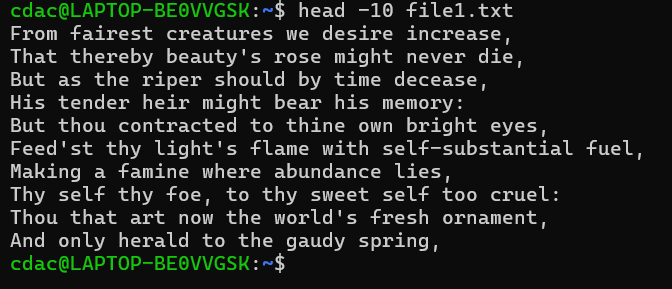 cdac@LAPTOP-BE0VVGSK:~$ head -10 file1.txt
From fairest creatures we desire increase,
That thereby beauty's rose might never die,
But as the riper should by time decease,
His tender heir might bear his memory:
But thou contracted to thine own bright eyes,
Feed'st thy light's flame with self-substantial fuel,
Making a famine where abundance lies,
Thy self thy foe, to thy sweet self too cruel:
Thou that art now the world's fresh ornament,
And only herald to the gaudy spring,
cdac@LAPTOP-BE0VVGSK:~$